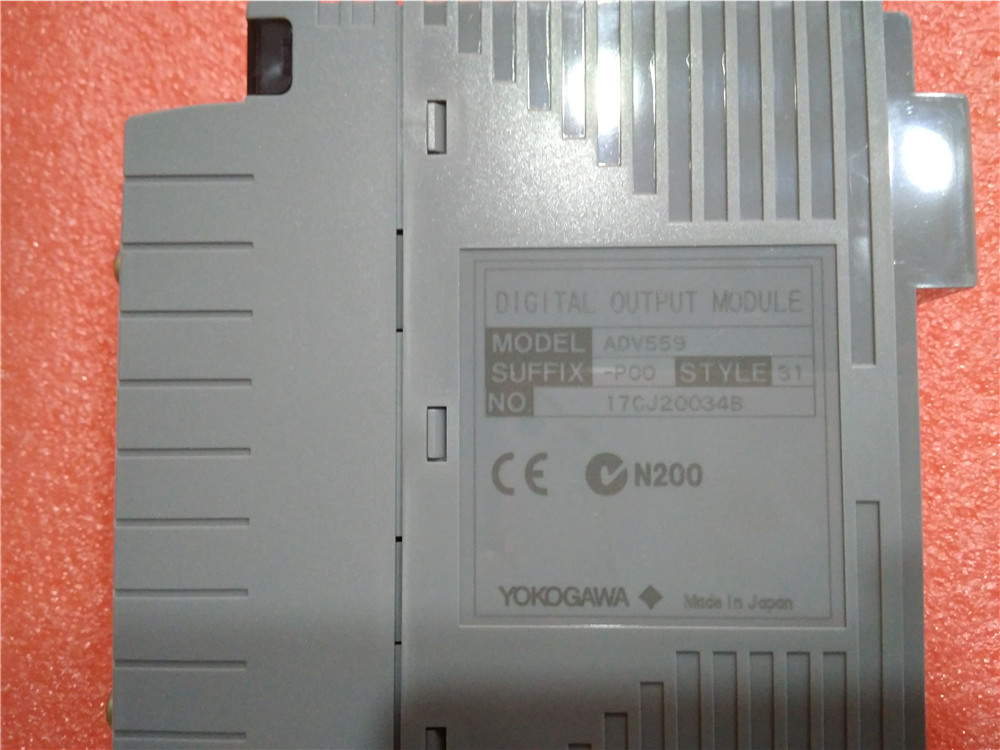 DIGITAL OUTPUT MODULE
MODEL ADV559
SUFFIX -P00 STYLE S1
NO. 17CJ20034B
CE N200
YOKOGAWA Made in Japan